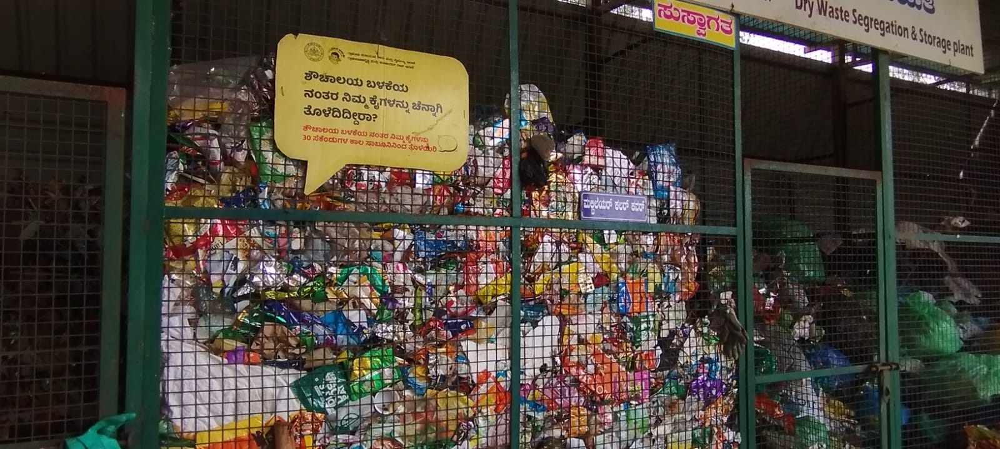 ಸುಸ್ವಾಗತ
Dry Waste Segregation & Storage plant
ಶೌಚಾಲಯ ಬಳಕೆಯ
ನಂತರ ನಿಮ್ಮ ಕೈಗಳನ್ನು ಚೆನ್ನಾಗಿ
ತೊಳೆದಿದ್ದೀರಾ?
ಶೌಚಾಲಯ ಬಳಕೆಯ ನಂತರ ನಿಮ್ಮ ಕೈಗಳನ್ನು
30 ಸೆಕೆಂಡುಗಳ ಕಾಲ ಸಾಬೂನಿನಿಂದ ತೊಳೆಯಿರಿ
ಮಲ್ಟಿಲೆಯರ್ ಕಲರ್ ಕವರ್